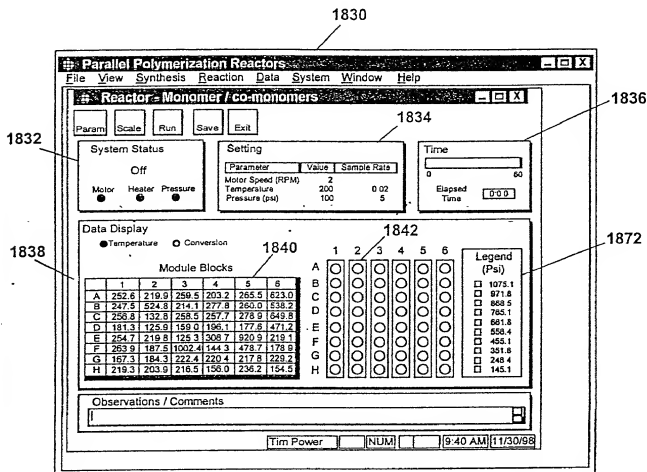 1830
Parallel Polymerization Reactors
File View Synthesis Reaction Data System Window Help
Reactor - Monomer / co-monomers
1836
1834
Param Scale Run Save Exit
1832
System Status
Off
Motor Heater Pressure
Setting
Parameter Value Sample Rate
Motor Speed (RPM) 2
Temperature 200 0 02
Pressure (psi) 100 5
Time
0 60
Elapsed Time 0:0 0
Data Display
Temperature Conversion
1838
1840
1842
1872
Module Blocks
1 2 3 4 5 6
A 252.6 219.9 259.5 203.2 265.5 623.0
B 247.5 524.8 214.1 277.8 260.0 538.2
C 256.8 132.8 258.5 257.7 278.9 649.8
D 181.3 125.9 159 0 196.1 177.6 471.2
E 254.7 219.8 125 3 308 7 920 9 219 1
F 263 9 187.5 1002.4 144 3 478.7 178 9
G 167.3 184.3 222.4 220 4 217.8 229.2
H 219.3 203.9 216.5 156.0 236.2 154.5
1 2 3 4 5 6
A
B
C
D
E
F
G
H
Legend
(Psi)
1075.1
971.8
868 5
765.1
661.8
558.4
455.1
351.8
248 4
145.1
Observations / Comments
Tim Power NUM 9:40 AM 11/30/98